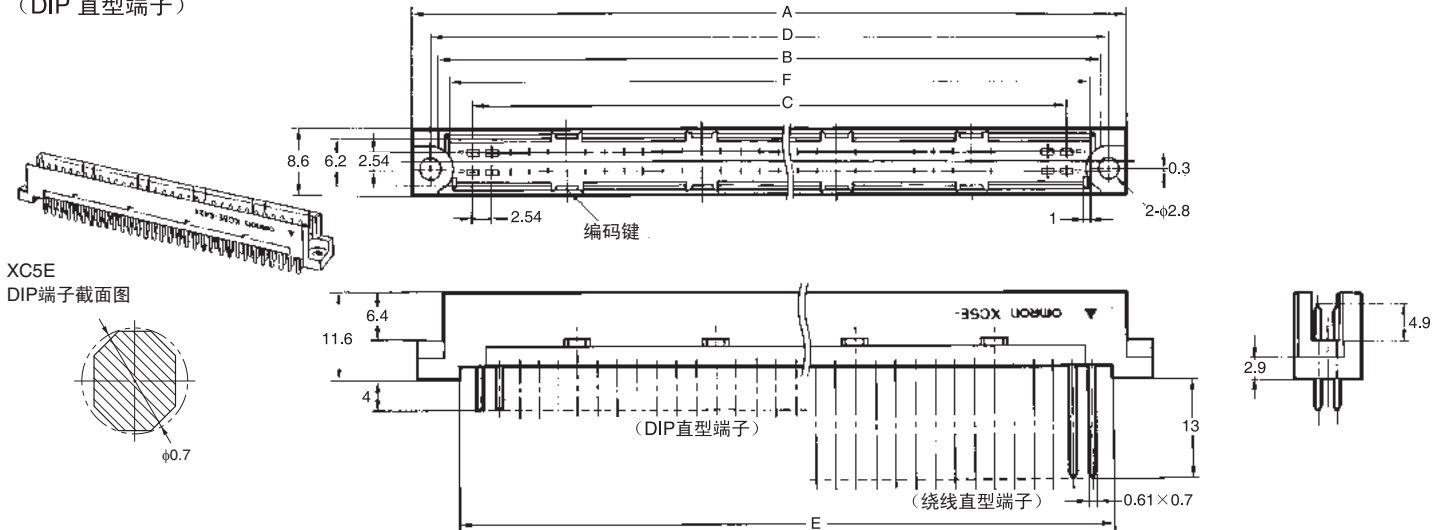 （DIP 直型端子）
A
D
B
F
C
8.6
6.2
2.54
0.3
2.54
编码键
1
2-φ2.8
XC5E
DIP端子截面图
φ0.7
6.4
11.6
4
OMRON XC5E-
（DIP直型端子）
（绕线直型端子）
13
0.61×0.7
E
4.9
2.9